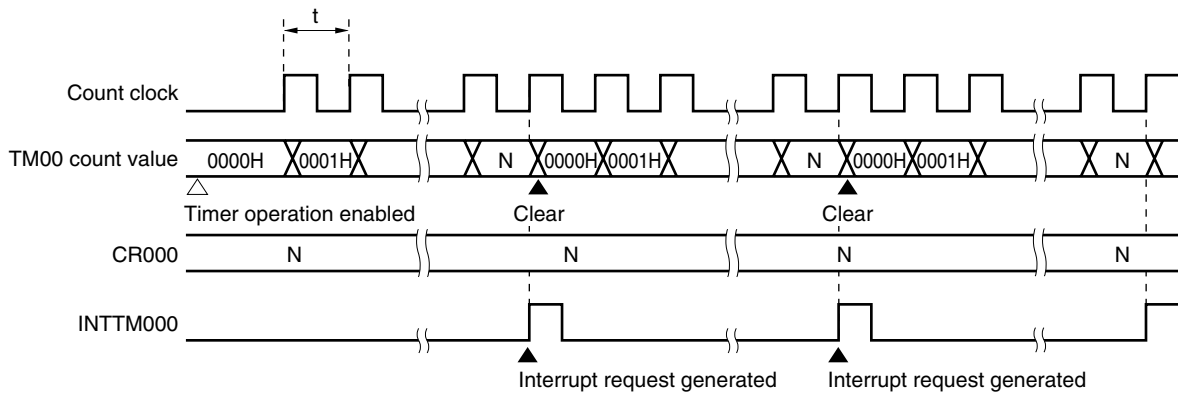 t
Count clock
TM00 count value 0000H 0001H N 0000H 0001H N 0000H 0001H N
Timer operation enabled Clear Clear
CR000 N N N N
INTTM000
Interrupt request generated Interrupt request generated